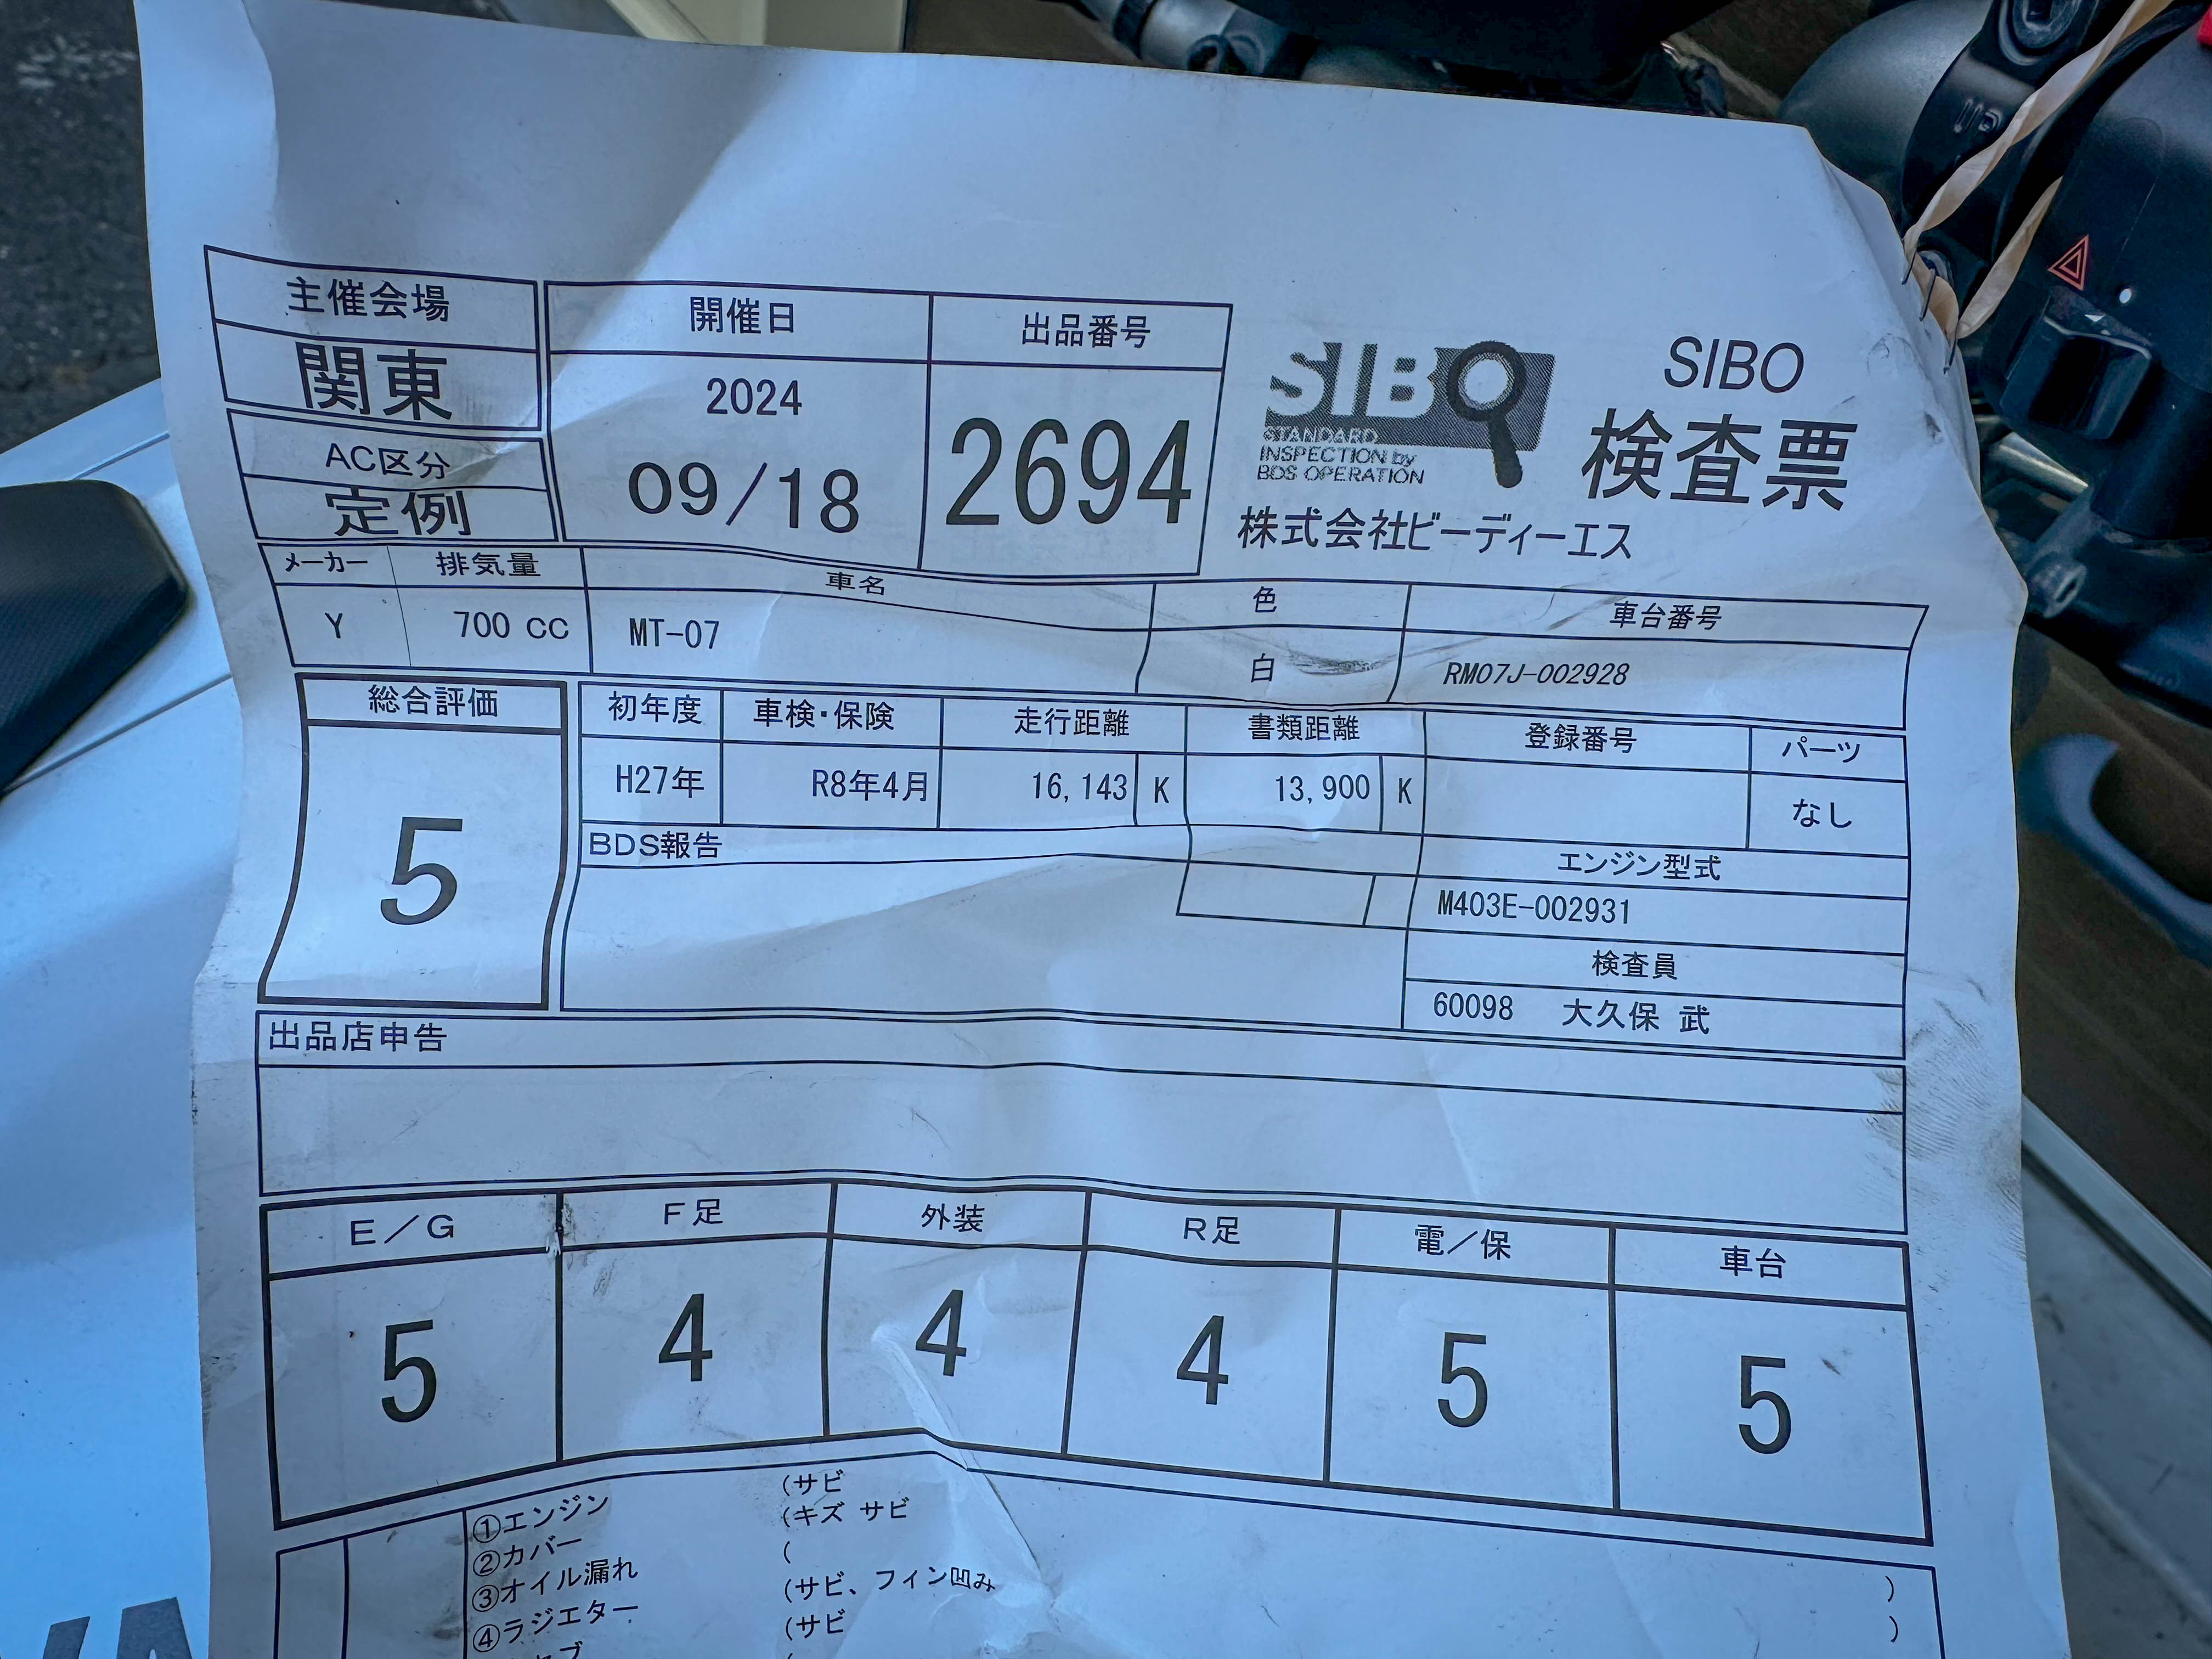 主催会場
関東
AC区分
定例
開催日
2024
09/18
出品番号
2694
SIBO
STANDARD
INSPECTION by
BDS OPERATION
SIBO
検査票
株式会社ビーディーエス
メーカー 排気量 車名 色 車台番号
Y 700 CC MT-07 白 RM07J-002928
総合評価
5
初年度 車検・保険 走行距離 書類距離 登録番号 パーツ
H27年 R8年4月 16,143 K 13,900 K なし
BDS報告
エンジン型式
M403E-002931
検査員
60098 大久保 武
出品店申告
E/G F足 外装 R足 電/保 車台
5 4 4 4 5 5
①エンジン (サビ
②カバー (キズ サビ
③オイル漏れ (
④ラジエター (サビ、フィン凹み )
(サビ )